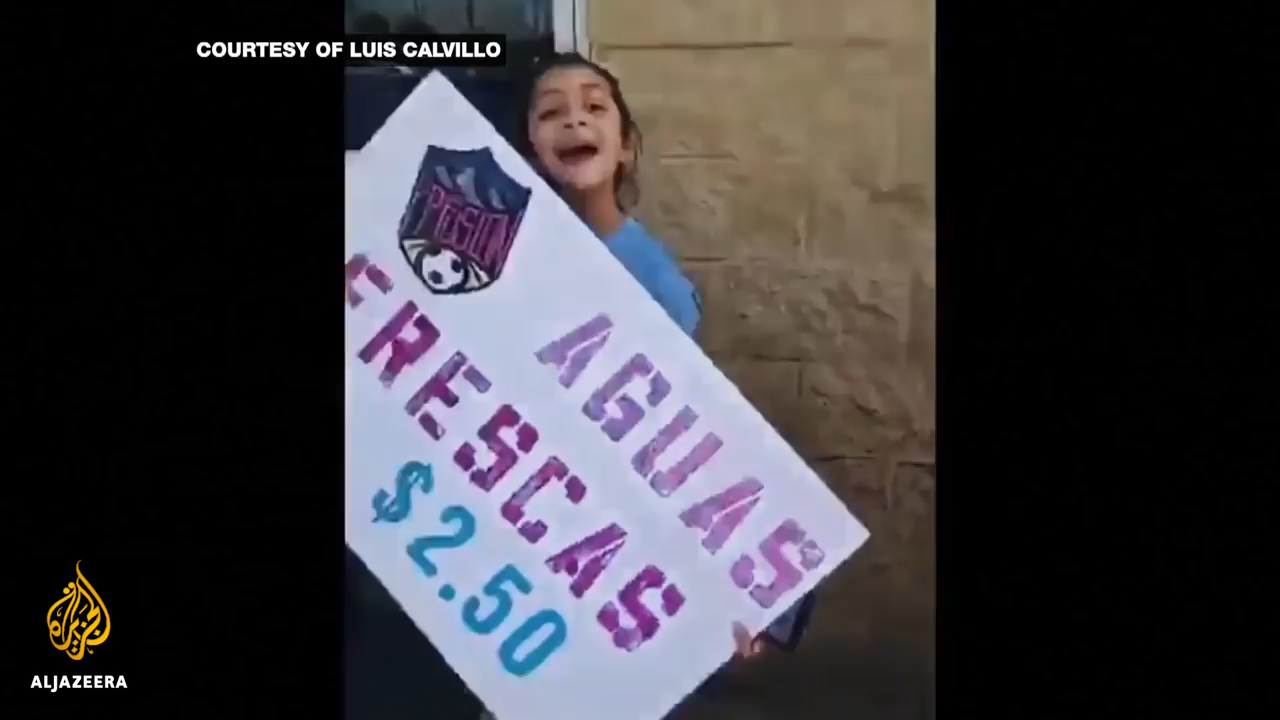 COURTESY OF LUIS CALVILLO
AGUAS
FRESCAS
$2.50
ALJAZEERA